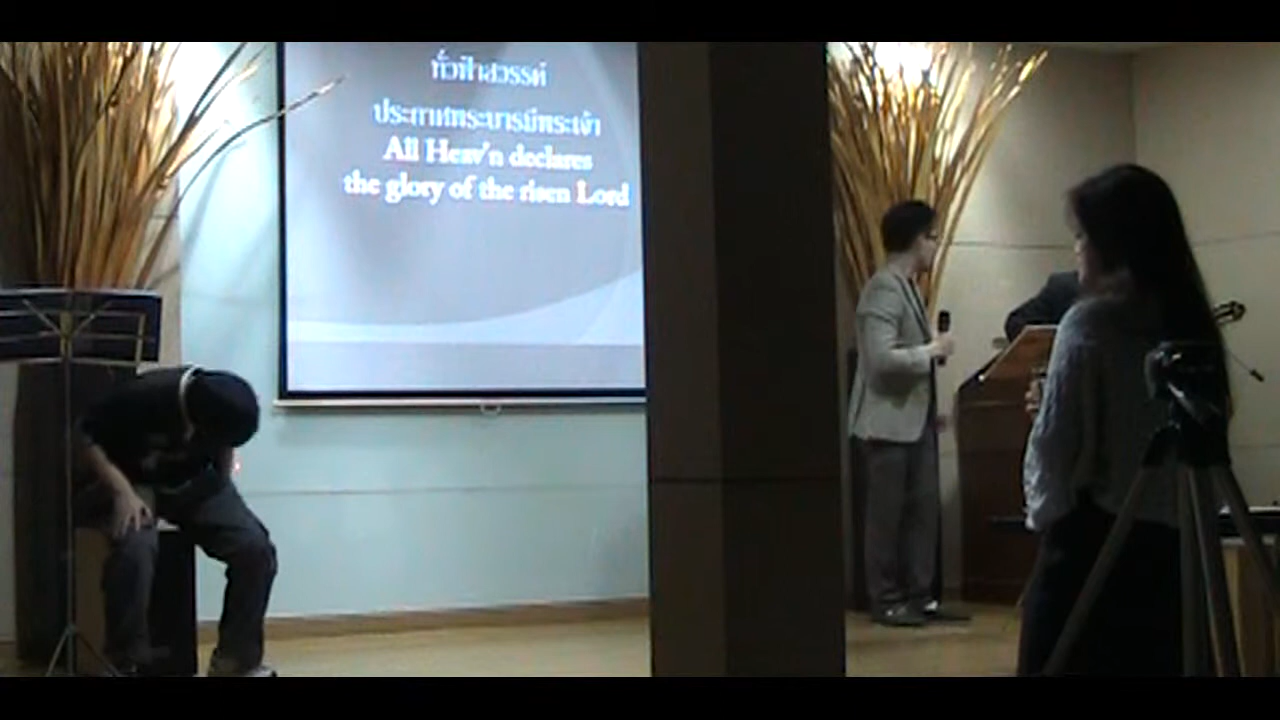 ทั่วฟ้าสวรรค์
ประกาศพระบารมีพระเจ้า
All Heav'n declares
the glory of the risen Lord